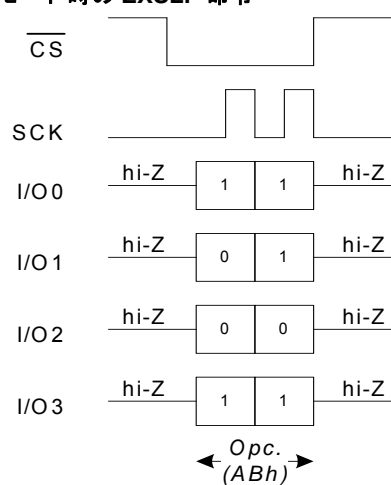 EXSLP
CS
SCK
hi-Z 1 1 hi-Z
I/O0
hi-Z 0 1 hi-Z
I/O1
hi-Z 0 0 hi-Z
I/O2
hi-Z 1 1 hi-Z
I/O3
Opc.
(ABh)